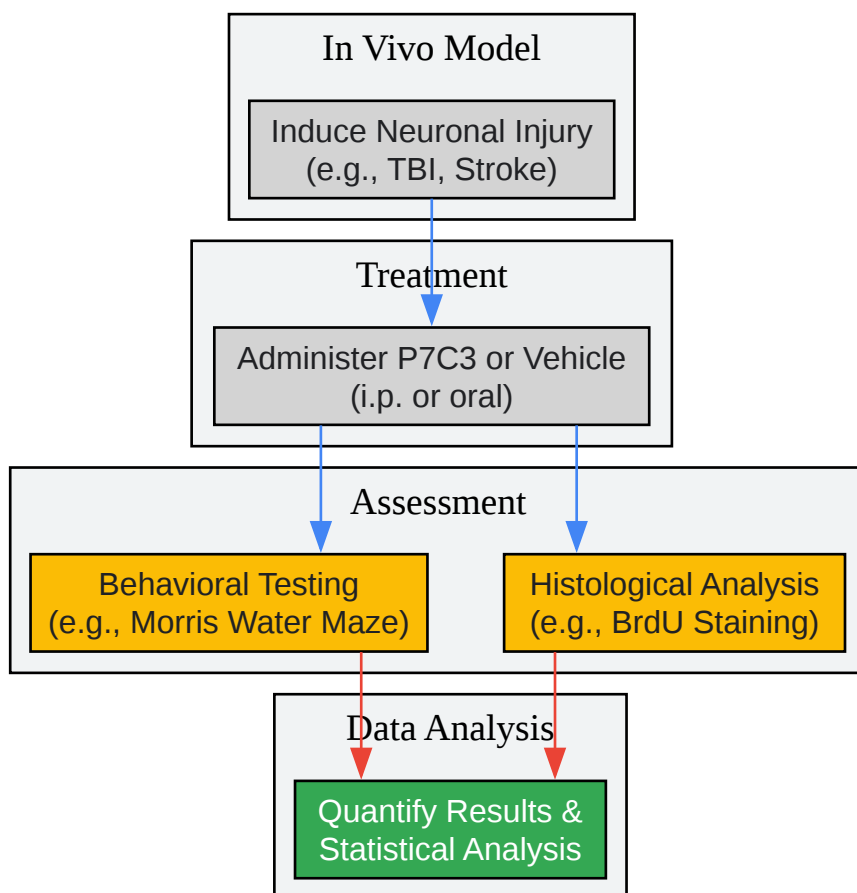 In Vivo Model
Induce Neuronal Injury
(e.g., TBI, Stroke)
Treatment
Administer P7C3 or Vehicle
(i.p. or oral)
Assessment
Behavioral Testing
(e.g., Morris Water Maze)
Histological Analysis
(e.g., BrdU Staining)
Data Analysis
Quantify Results &
Statistical Analysis